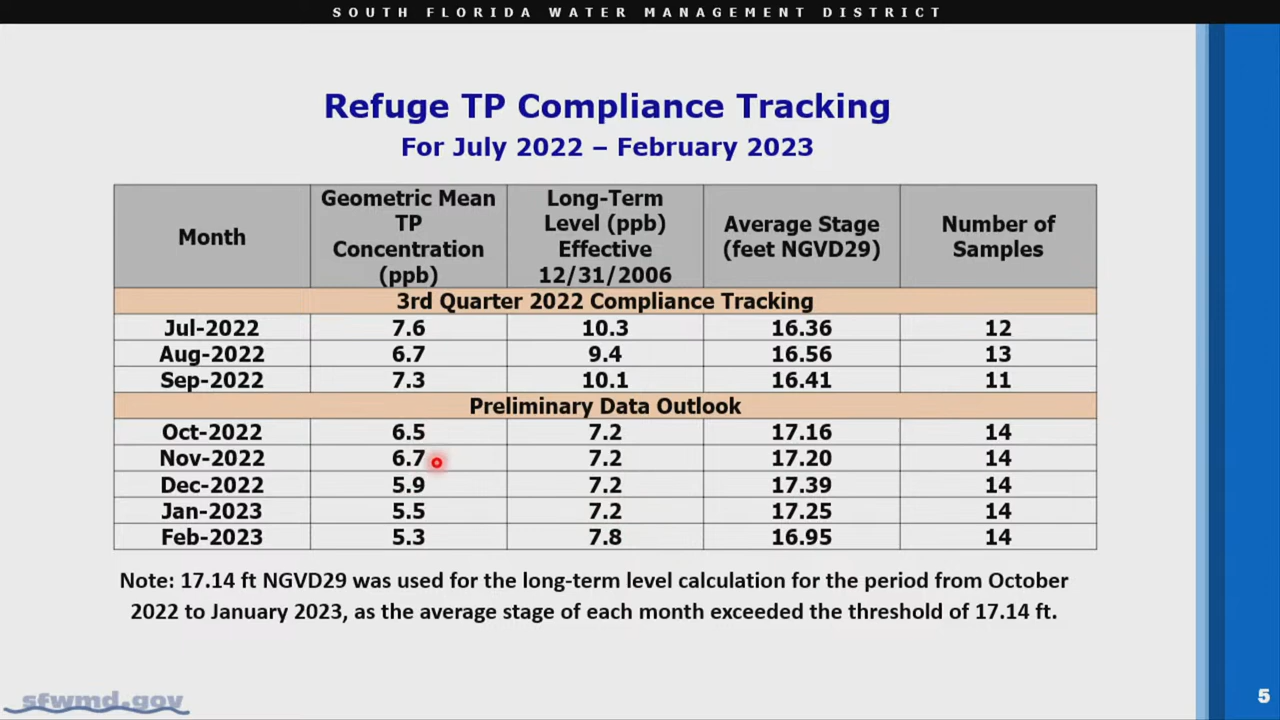 SOUTH FLORIDA WATER MANAGEMENT DISTRICT
Refuge TP Compliance Tracking
For July 2022 – February 2023
Month
Geometric Mean
TP
Concentration
(ppb)
Long-Term
Level (ppb)
Effective
12/31/2006
Average Stage
(feet NGVD29)
Number of
Samples
3rd Quarter 2022 Compliance Tracking
Jul-2022 7.6 10.3 16.36 12
Aug-2022 6.7 9.4 16.56 13
Sep-2022 7.3 10.1 16.41 11
Preliminary Data Outlook
Oct-2022 6.5 7.2 17.16 14
Nov-2022 6.7 7.2 17.20 14
Dec-2022 5.9 7.2 17.39 14
Jan-2023 5.5 7.2 17.25 14
Feb-2023 5.3 7.8 16.95 14
Note: 17.14 ft NGVD29 was used for the long-term level calculation for the period from October
2022 to January 2023, as the average stage of each month exceeded the threshold of 17.14 ft.
sfwmd.gov
5